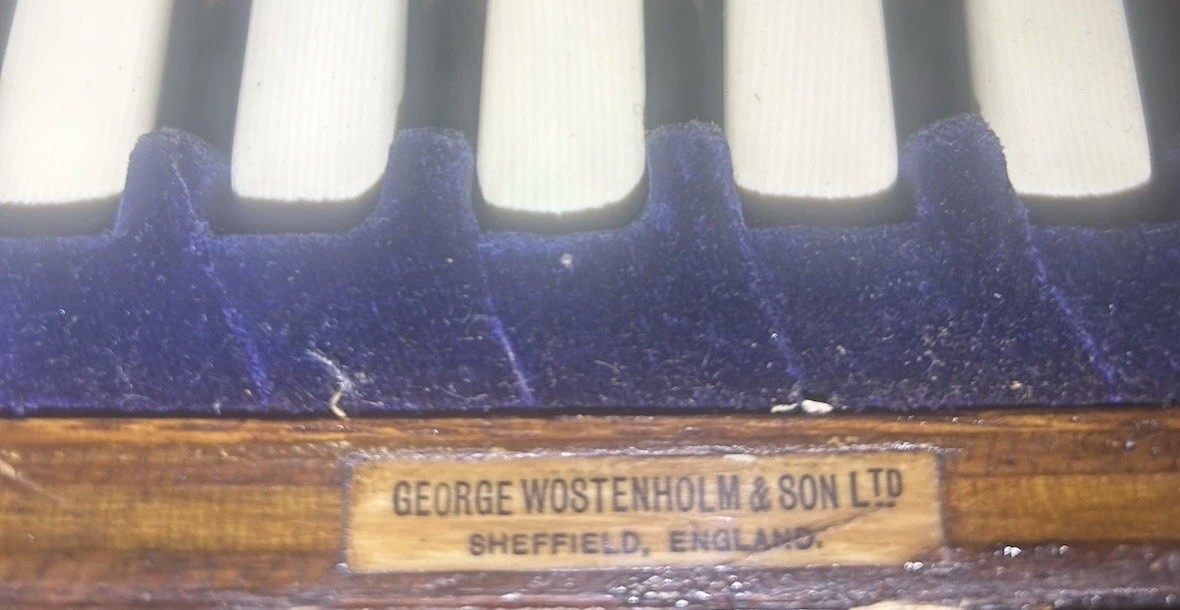 GEORGE WOSTENHOLM & SON LTD
SHEFFIELD, ENGLAND.